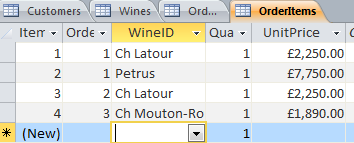 Customers Wines Ord... OrderItems
Item Orde WineID Qua UnitPrice
1 1 Ch Latour 1 £2,250.00
2 1 Petrus 1 £7,750.00
3 2 Ch Latour 1 £2,250.00
4 3 Ch Mouton-Ro 1 £1,890.00
* (New) 1